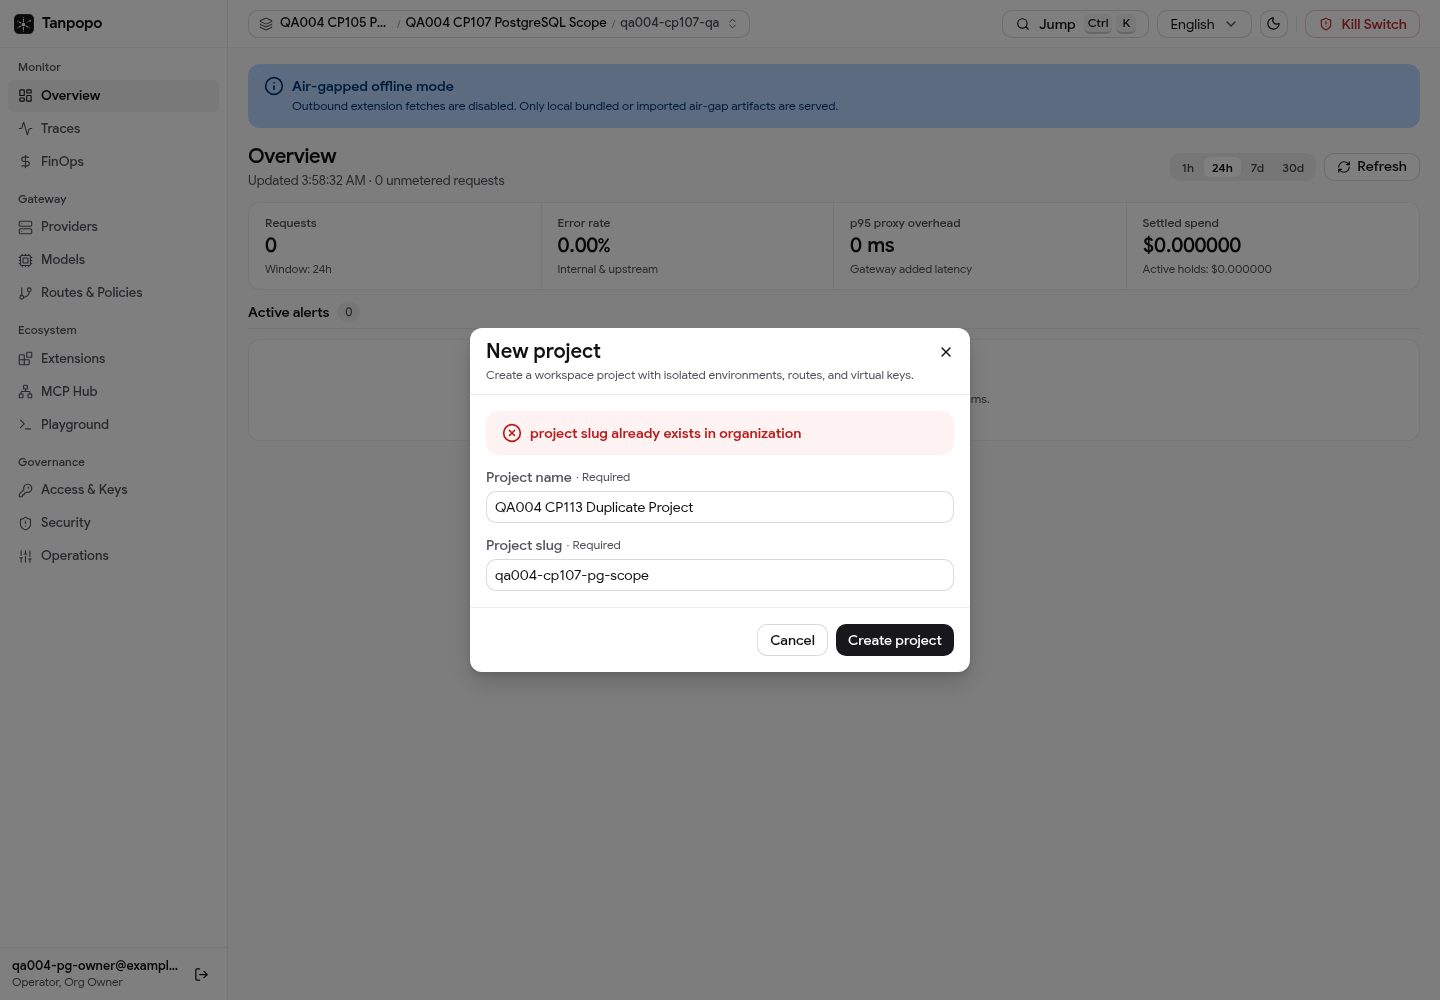 Tanpopo
Monitor
Overview
Traces
FinOps
Gateway
Providers
Models
Routes & Policies
Ecosystem
Extensions
MCP Hub
Playground
Governance
Access & Keys
Security
Operations
qa004-pg-owner@exampl...
Operator, Org Owner
QA004 CP105 P... / QA004 CP107 PostgreSQL Scope / qa004-cp107-qa
Jump Ctrl K
English
Kill Switch
Air-gapped offline mode
Outbound extension fetches are disabled. Only local bundled or imported air-gap artifacts are served.
Overview
Updated 3:58:32 AM · 0 unmetered requests
1h 24h 7d 30d
Refresh
Requests
0
Window: 24h
Error rate
0.00%
Internal & upstream
p95 proxy overhead
0 ms
Gateway added latency
Settled spend
$0.000000
Active holds: $0.000000
Active alerts 0
ms.
New project
Create a workspace project with isolated environments, routes, and virtual keys.
project slug already exists in organization
Project name · Required
QA004 CP113 Duplicate Project
Project slug · Required
qa004-cp107-pg-scope
Cancel
Create project